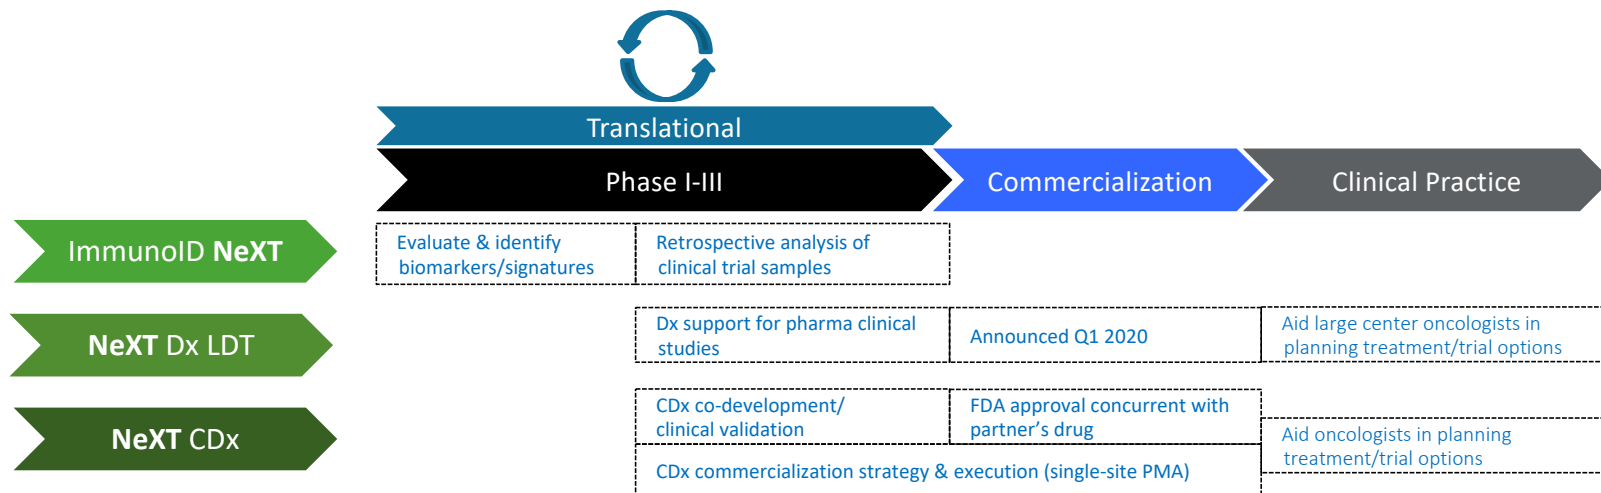 Translational
Phase I-III
Commercialization
Clinical Practice
ImmunoID NeXT
Evaluate & identify
biomarkers/signatures
Retrospective analysis of
clinical trial samples
NeXT Dx LDT
Dx support for pharma clinical
studies
Announced Q1 2020
Aid large center oncologists in
planning treatment/trial options
NeXT CDx
CDx co-development/
clinical validation
FDA approval concurrent with
partner’s drug
CDx commercialization strategy & execution (single-site PMA)
Aid oncologists in planning
treatment/trial options